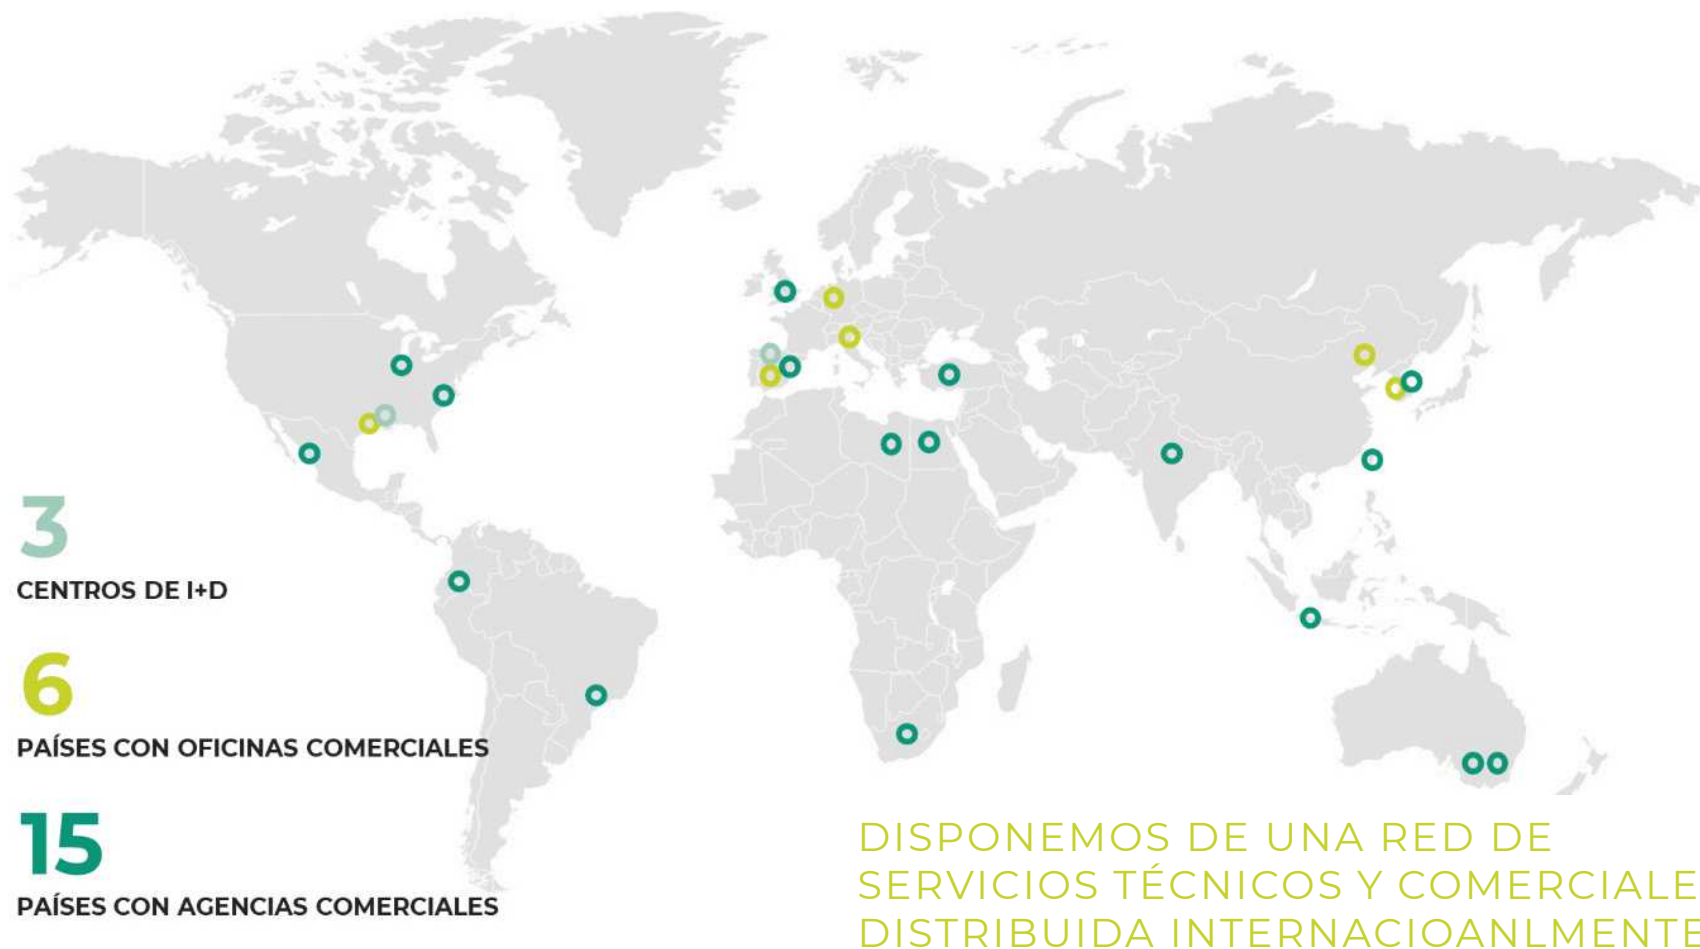 3
CENTROS DE I+D
6
PAÍSES CON OFICINAS COMERCIALES
15
PAÍSES CON AGENCIAS COMERCIALES
DISPONEMOS DE UNA RED DE
SERVICIOS TÉCNICOS Y COMERCIALE
DISTRIBUIDA INTERNACIOANLMENTE